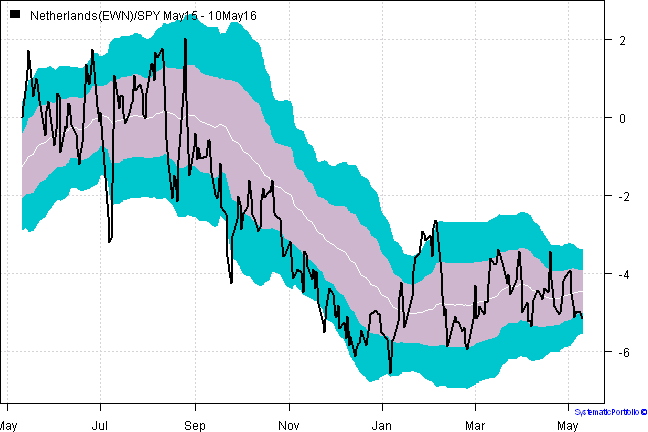 Netherlands(EWN)/SPY May15 - 10May16
2
0
-2
-4
-6
May Jul Sep Nov Jan Mar May
SystematicPortfolio ©